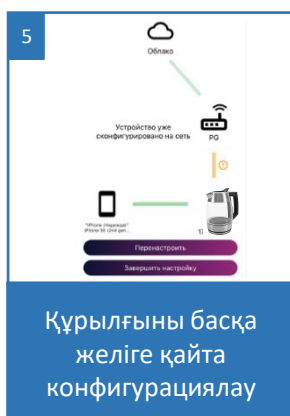 5
Облако
Устройство уже
сконфигурировано на сеть
PG
Перенастроить
Завершить настройку
Құрылғыны басқа
желіге қайта
конфигурациялау